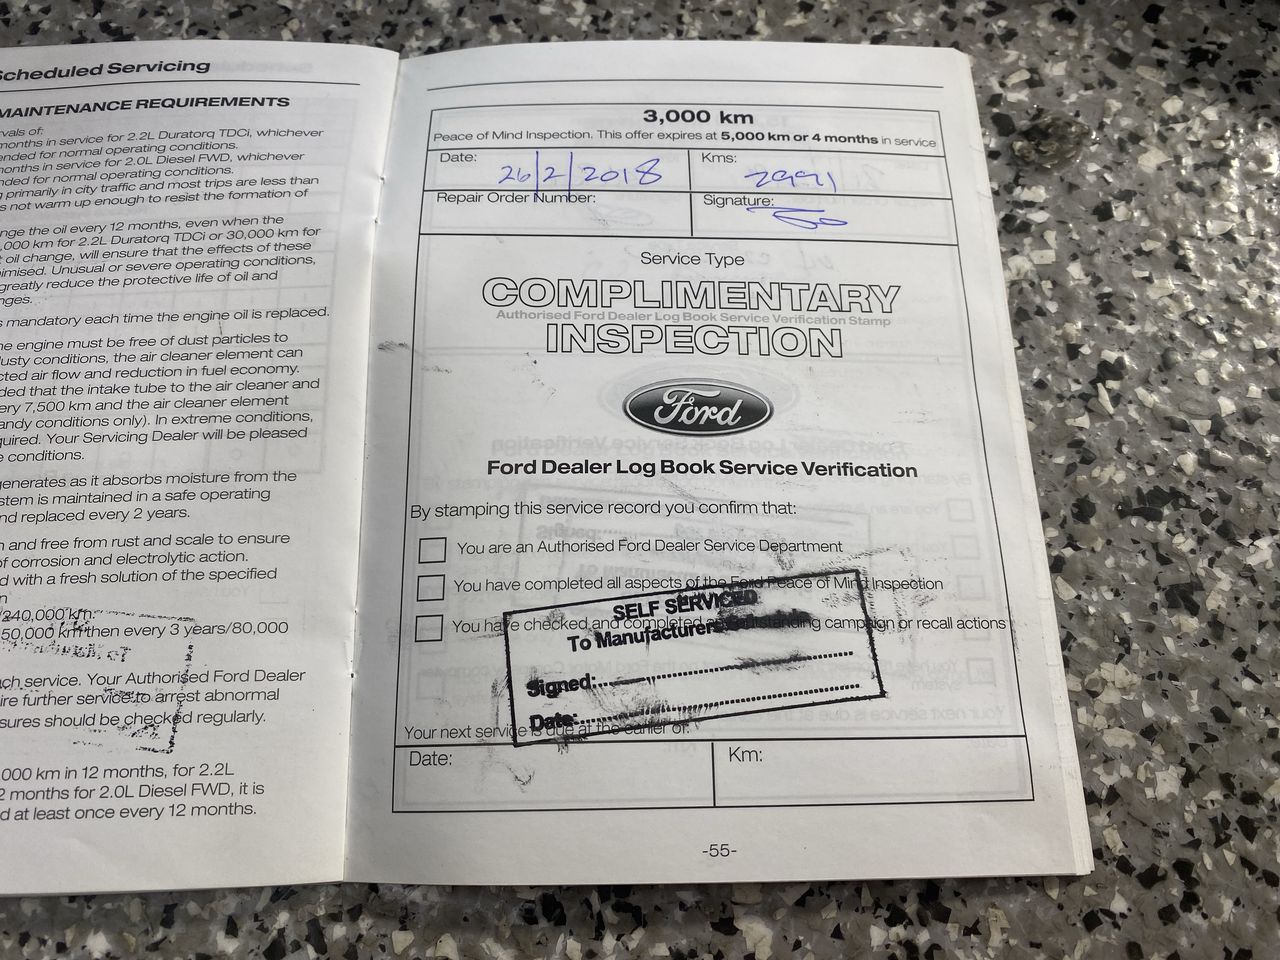 Scheduled Servicing
MAINTENANCE REQUIREMENTS
vals of:
months in service for 2.2L Duratorq TDCi, whichever
ended for normal operating conditions.
months in service for 2.0L Diesel FWD, whichever
nded for normal operating conditions.
g primarily in city traffic and most trips are less than
s not warm up enough to resist the formation of
nge the oil every 12 months, even when the
,000 km for 2.2L Duratorq TDCi or 30,000 km for
t oil change, will ensure that the effects of these
imised. Unusual or severe operating conditions,
greatly reduce the protective life of oil and
nges.
s mandatory each time the engine oil is replaced.
ne engine must be free of dust particles to
usty conditions, the air cleaner element can
cted air flow and reduction in fuel economy.
ded that the intake tube to the air cleaner and
ery 7,500 km and the air cleaner element
andy conditions only). In extreme conditions,
quired. Your Servicing Dealer will be pleased
e conditions.
generates as it absorbs moisture from the
stem is maintained in a safe operating
nd replaced every 2 years.
n and free from rust and scale to ensure
of corrosion and electrolytic action.
d with a fresh solution of the specified
n
/240,000 km.
50,000 km then every 3 years/80,000
ach service. Your Authorised Ford Dealer
ire further service to arrest abnormal
sures should be checked regularly.
000 km in 12 months, for 2.2L
2 months for 2.0L Diesel FWD, it is
d at least once every 12 months.
3,000 km
Peace of Mind Inspection. This offer expires at 5,000 km or 4 months in service
Date: 26/2/2018 Kms: 2991
Repair Order Number: Signature:
Service Type
COMPLIMENTARY
Authorised Ford Dealer Log Book Service Verification Stamp
INSPECTION
Ford
Ford Dealer Log Book Service Verification
By stamping this service record you confirm that:
You are an Authorised Ford Dealer Service Department
You have completed all aspects of the Ford Peace of Mind Inspection
You have checked and completed any outstanding campaign or recall actions
SELF SERVICED
To Manufacturers
Signed:
Date:
Your next service is due at the earlier of:
Date: Km:
-55-